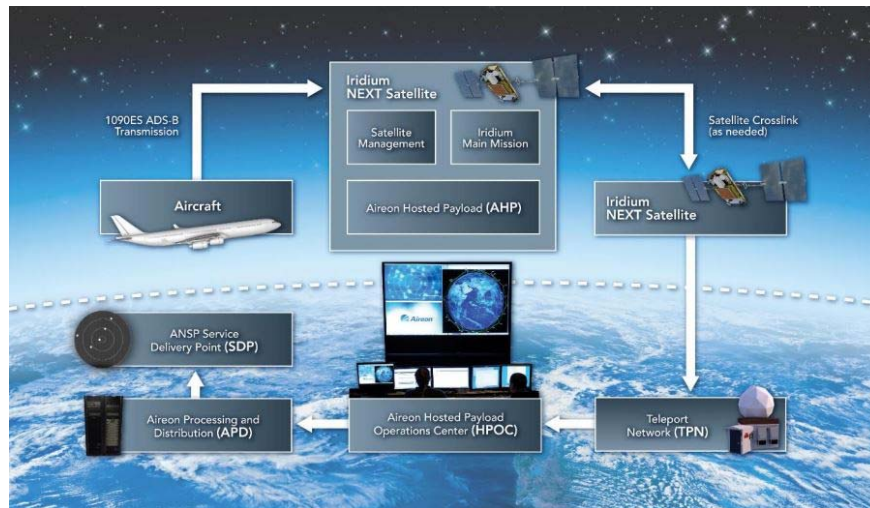 Iridium
NEXT Satellite
1090ES ADS-B
Transmission
Satellite
Management
Iridium
Main Mission
Satellite Crosslink
(as needed)
Aircraft
Aireon Hosted Payload (AHP)
Iridium
NEXT Satellite
Aireon
ANSP Service
Delivery Point (SDP)
Aireon Processing and
Distribution (APD)
Aireon Hosted Payload
Operations Center (HPOC)
Teleport
Network (TPN)